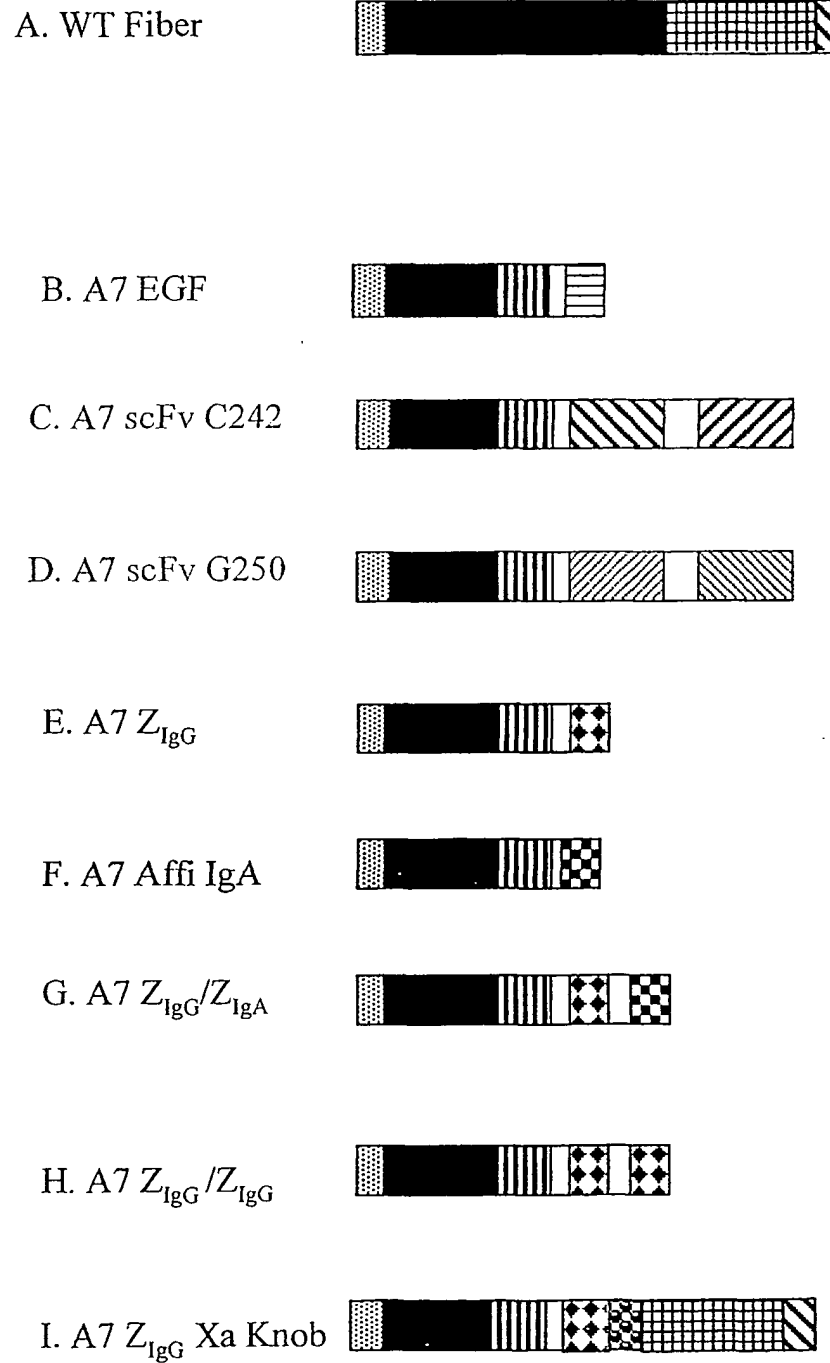 A. WT Fiber
B. A7 EGF
C. A7 scFv C242
D. A7 scFv G250
E. A7 Z_IgG
F. A7 Affi IgA
G. A7 Z_IgG/Z_IgA
H. A7 Z_IgG /Z_IgG
I. A7 Z_IgG Xa Knob